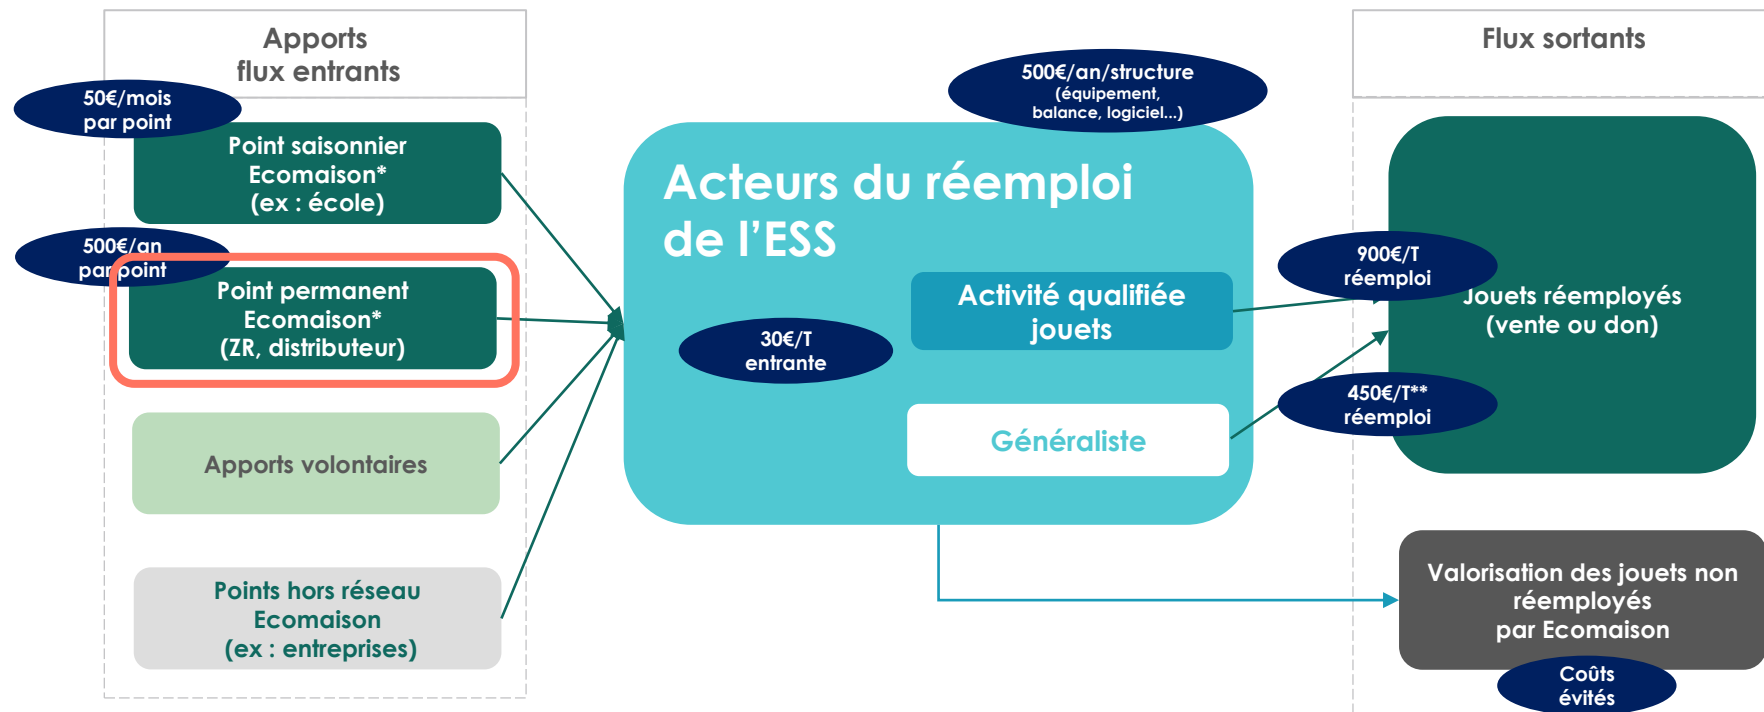 Apports
flux entrants
50€/mois
par point
Point saisonnier
Ecomaison*
(ex : école)
500€/an
par point
Point permanent
Ecomaison*
(ZR, distributeur)
Apports volontaires
Points hors réseau
Ecomaison
(ex : entreprises)
500€/an/structure
(équipement,
balance, logiciel...)
Acteurs du réemploi
de l’ESS
30€/T
entrante
Activité qualifiée
jouets
Généraliste
Flux sortants
900€/T
réemploi
450€/T**
réemploi
Jouets réemployés
(vente ou don)
Valorisation des jouets non
réemployés
par Ecomaison
Coûts
évités